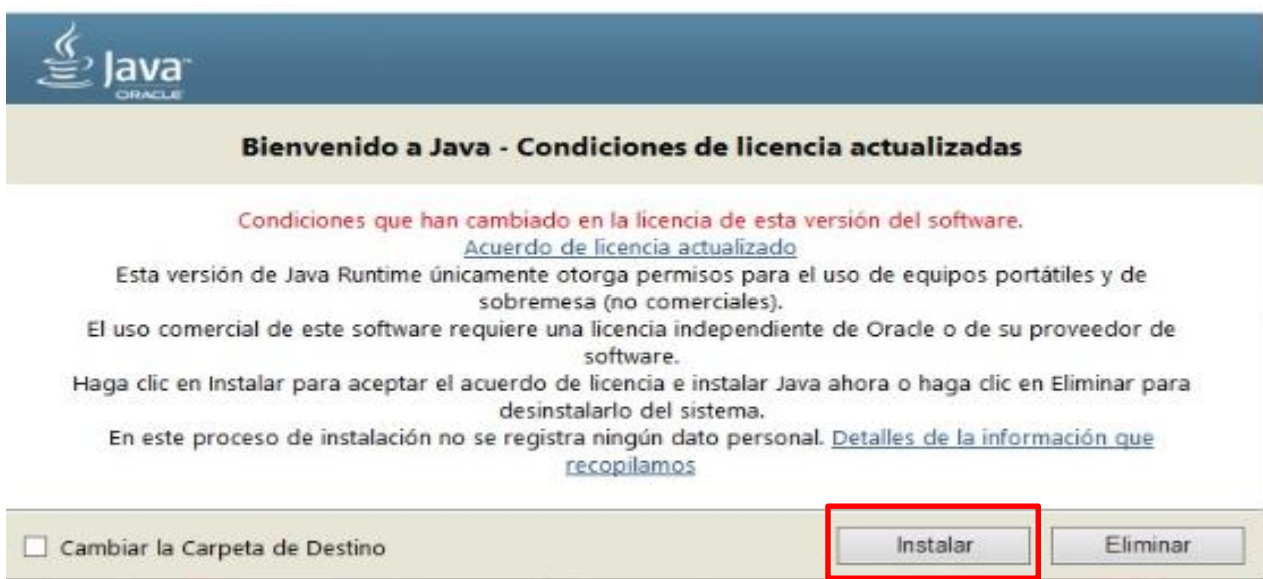 Java™
ORACLE
Bienvenido a Java - Condiciones de licencia actualizadas
Condiciones que han cambiado en la licencia de esta versión del software.
Acuerdo de licencia actualizado
Esta versión de Java Runtime únicamente otorga permisos para el uso de equipos portátiles y de
sobremesa (no comerciales).
El uso comercial de este software requiere una licencia independiente de Oracle o de su proveedor de
software.
Haga clic en Instalar para aceptar el acuerdo de licencia e instalar Java ahora o haga clic en Eliminar para
desinstalarlo del sistema.
En este proceso de instalación no se registra ningún dato personal. Detalles de la información que
recopilamos
Cambiar la Carpeta de Destino
Instalar
Eliminar